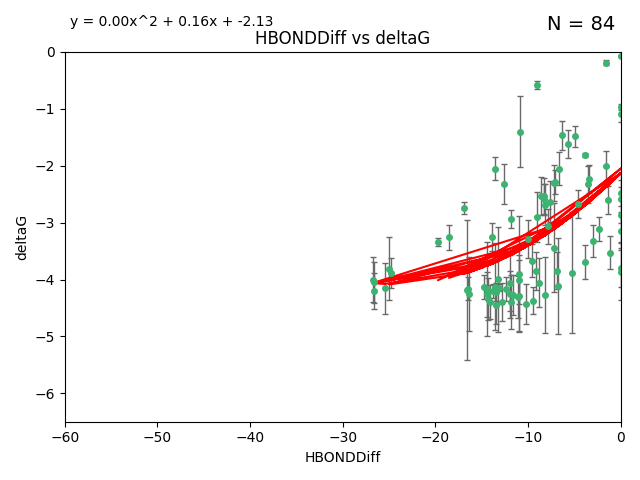 y = 0.00x^2 + 0.16x + -2.13
N = 84
HBONDDiff vs deltaG
0
−1
−2
−3
−4
−5
−6
deltaG
−60 −50 −40 −30 −20 −10 0
HBONDDiff